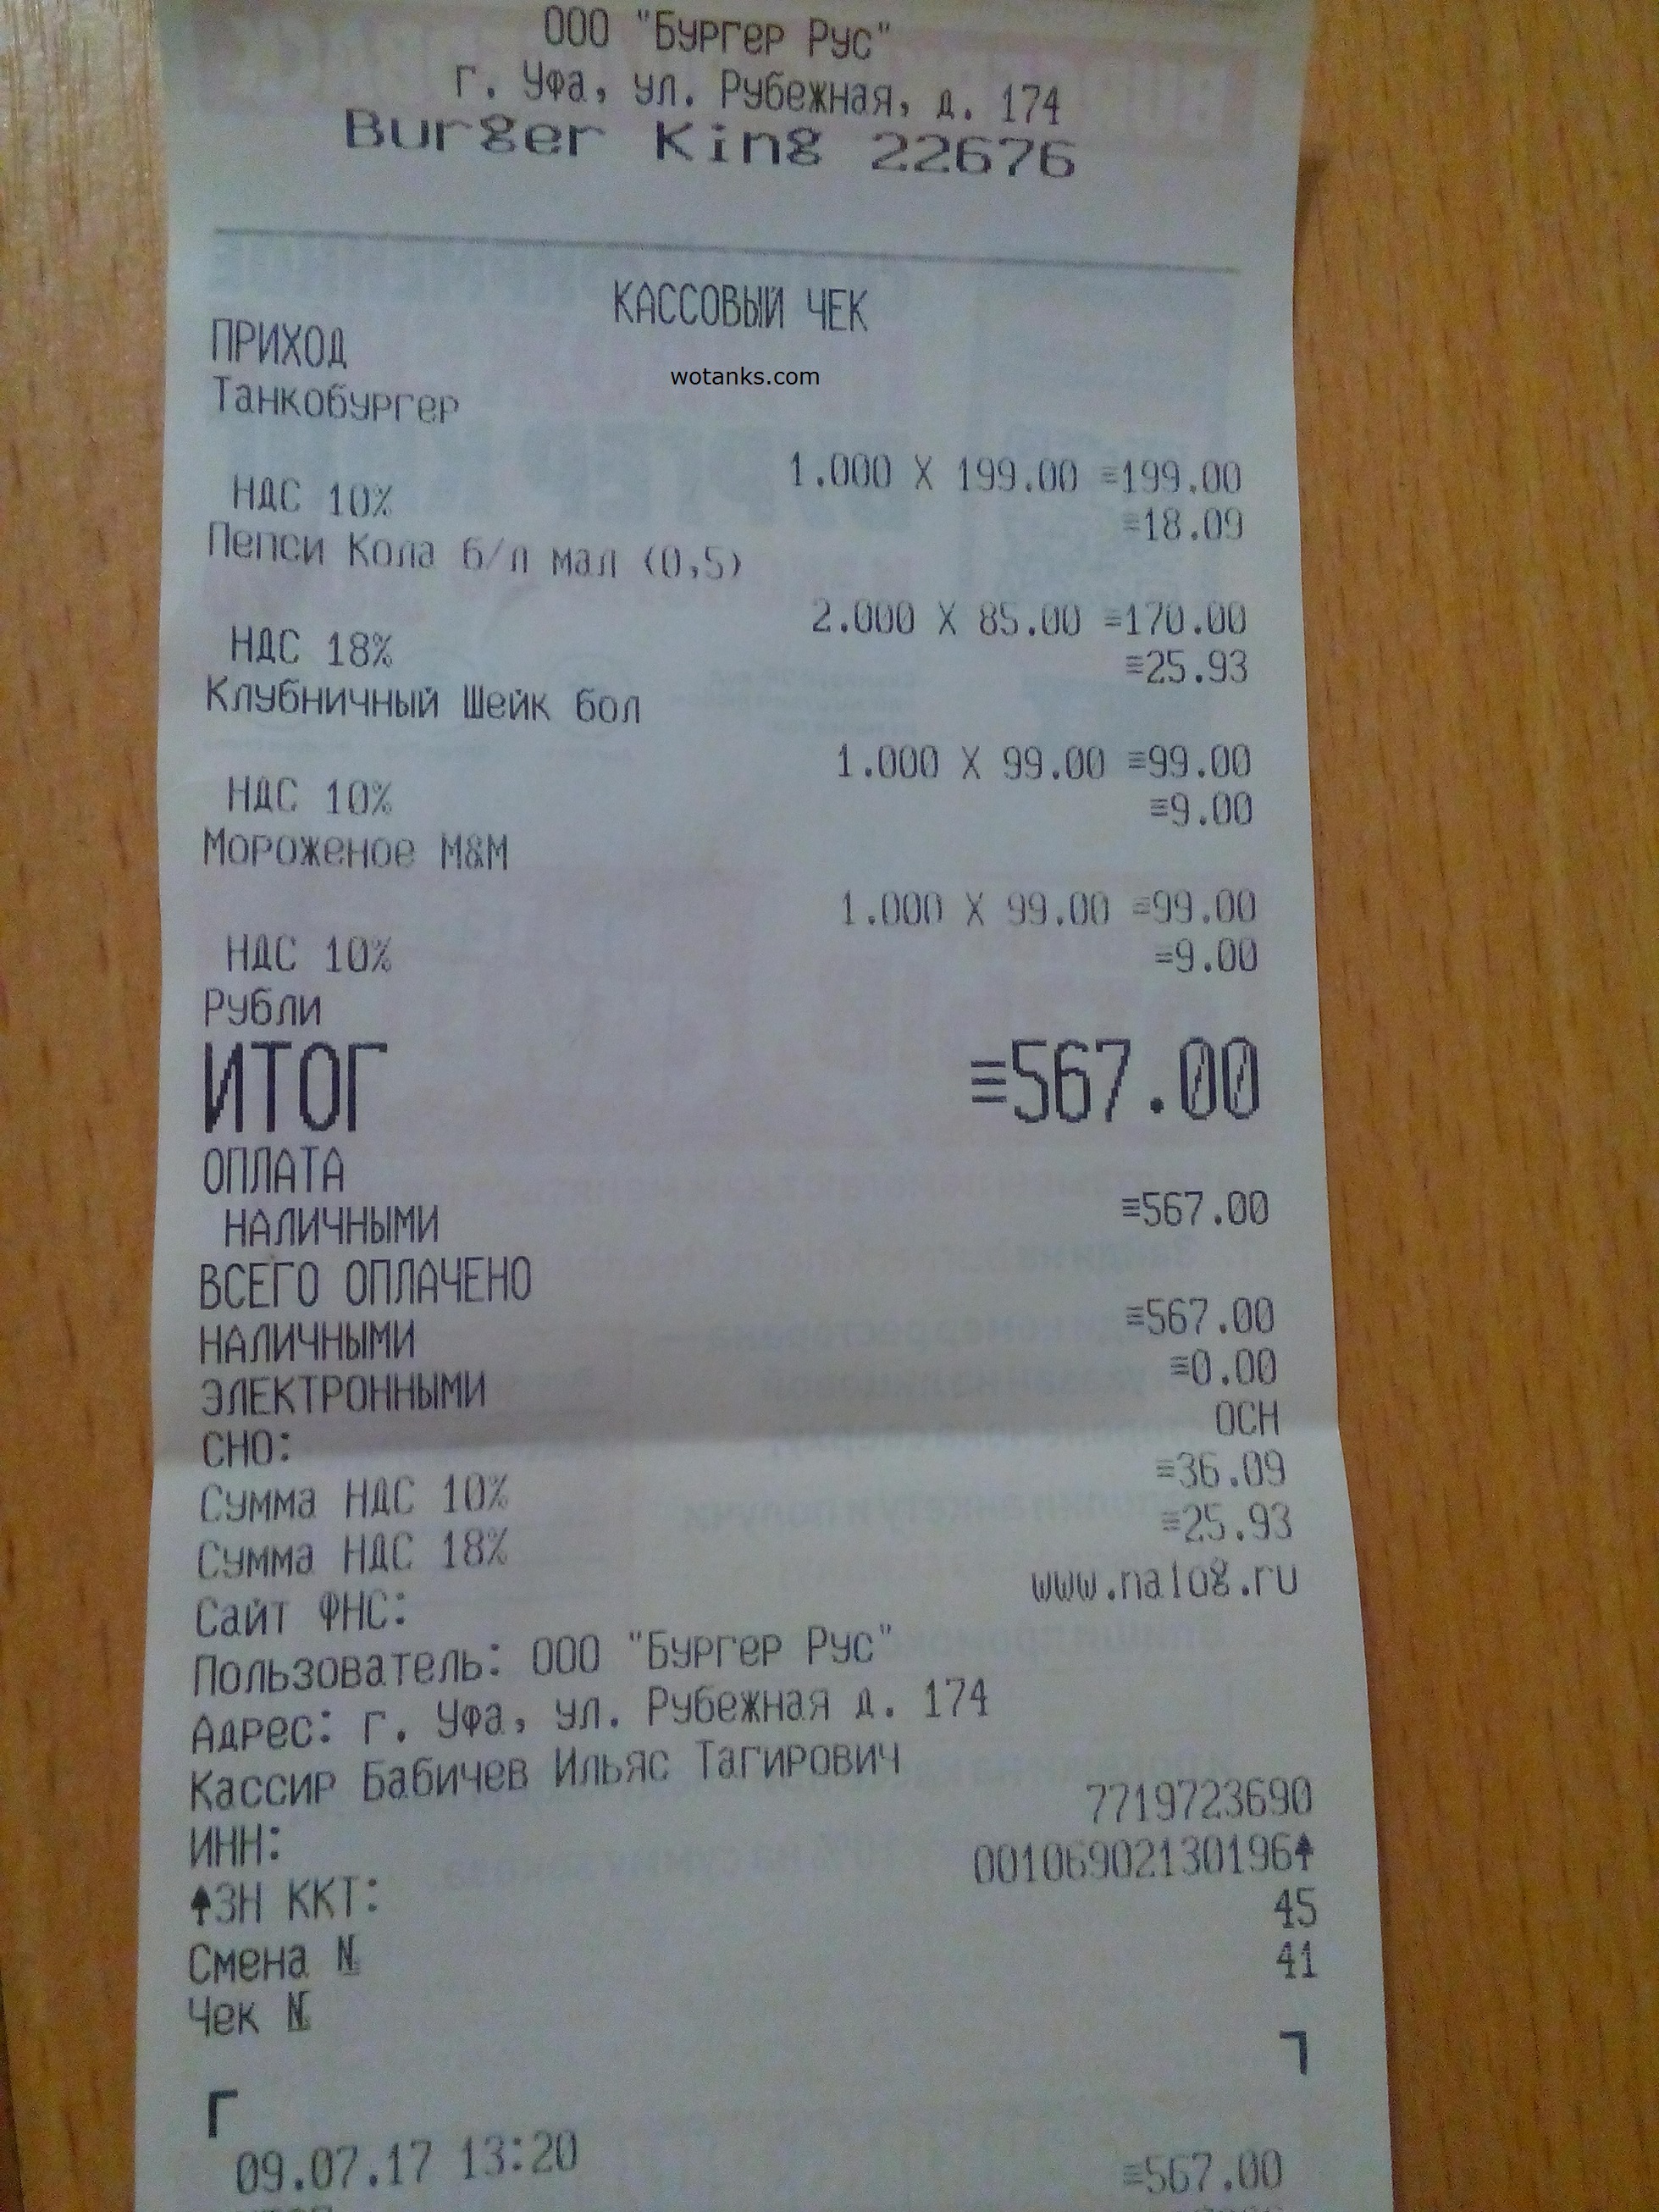 ООО "Бургер Рус"
г. Уфа, ул. Рубежная, д. 174
Burger King 22676
КАССОВЫЙ ЧЕК
ПРИХОД
wotanks.com
Танкобургер
1.000 X 199.00 ≡199.00
НДС 10% ≡18.09
Пепси Кола б/л мал (0,5)
2.000 X 85.00 ≡170.00
НДС 18% ≡25.93
Клубничный Шейк бол
1.000 X 99.00 ≡99.00
НДС 10% ≡9.00
Мороженое M&M
1.000 X 99.00 ≡99.00
НДС 10% ≡9.00
Рубли
ИТОГ ≡567.00
ОПЛАТА
НАЛИЧНЫМИ ≡567.00
ВСЕГО ОПЛАЧЕНО
НАЛИЧНЫМИ ≡567.00
ЭЛЕКТРОННЫМИ ≡0.00
СНО: ОСН
Сумма НДС 10% ≡36.09
Сумма НДС 18% ≡25.93
Сайт ФНС: www.nalog.ru
Пользователь: ООО "Бургер Рус"
Адрес: г. Уфа, ул. Рубежная д. 174
Кассир Бабичев Ильяс Тагирович
ИНН: 7719723690
ЗН ККТ: 00106902130196
Смена № 45
Чек № 41
09.07.17 13:20 ≡567.00